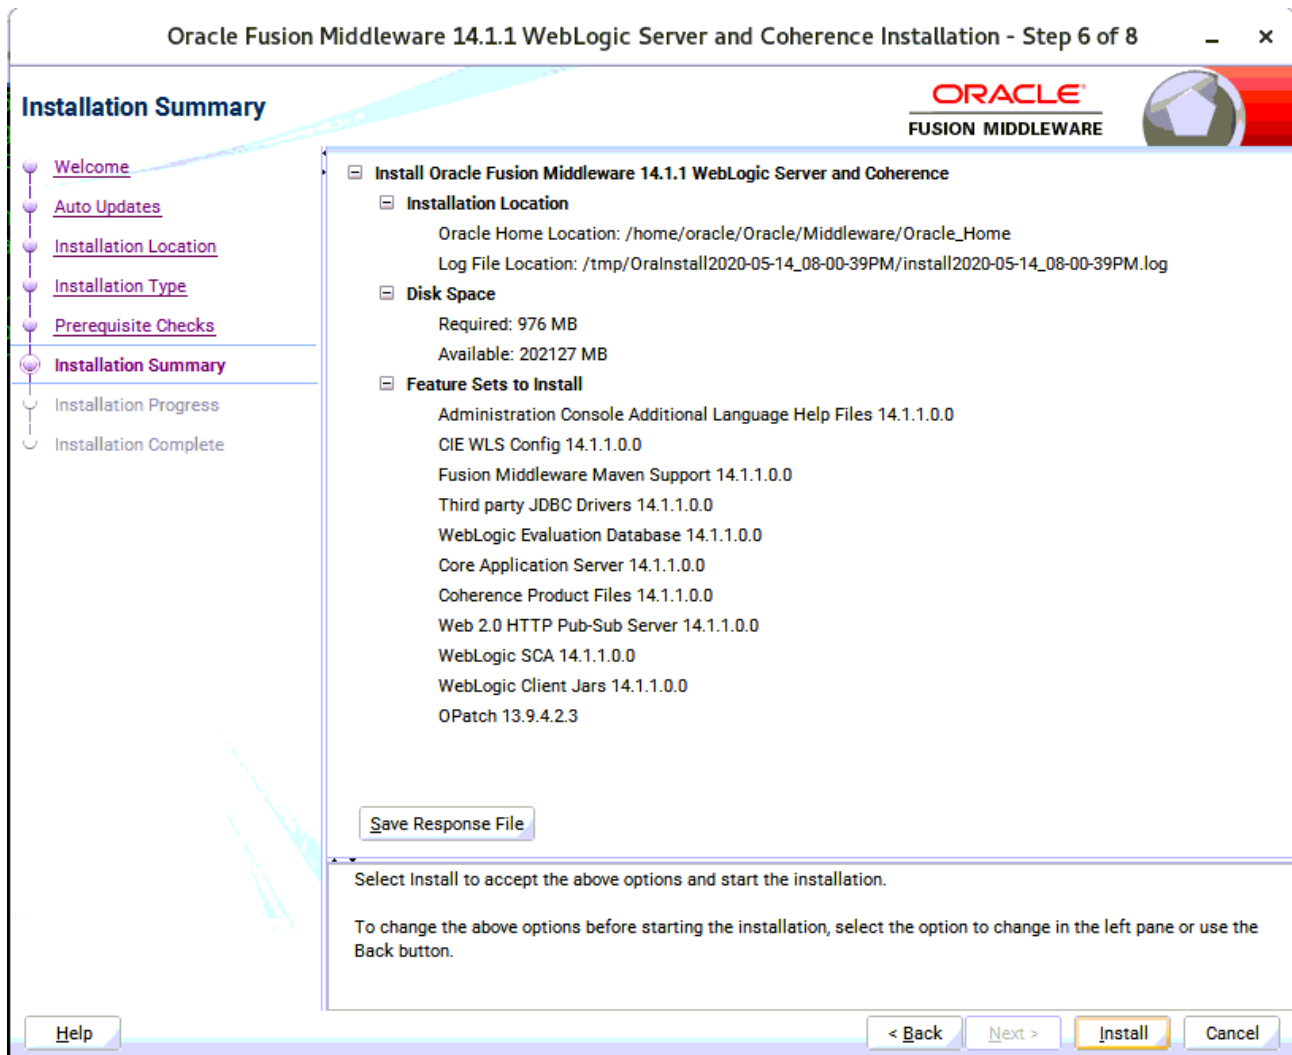 Oracle Fusion Middleware 14.1.1 WebLogic Server and Coherence Installation - Step 6 of 8
Installation Summary
ORACLE
FUSION MIDDLEWARE
Welcome
Auto Updates
Installation Location
Installation Type
Prerequisite Checks
Installation Summary
Installation Progress
Installation Complete
Install Oracle Fusion Middleware 14.1.1 WebLogic Server and Coherence
Installation Location
Oracle Home Location: /home/oracle/Oracle/Middleware/Oracle_Home
Log File Location: /tmp/OraInstall2020-05-14_08-00-39PM/install2020-05-14_08-00-39PM.log
Disk Space
Required: 976 MB
Available: 202127 MB
Feature Sets to Install
Administration Console Additional Language Help Files 14.1.1.0.0
CIE WLS Config 14.1.1.0.0
Fusion Middleware Maven Support 14.1.1.0.0
Third party JDBC Drivers 14.1.1.0.0
WebLogic Evaluation Database 14.1.1.0.0
Core Application Server 14.1.1.0.0
Coherence Product Files 14.1.1.0.0
Web 2.0 HTTP Pub-Sub Server 14.1.1.0.0
WebLogic SCA 14.1.1.0.0
WebLogic Client Jars 14.1.1.0.0
OPatch 13.9.4.2.3
Save Response File
Select Install to accept the above options and start the installation.
To change the above options before starting the installation, select the option to change in the left pane or use the
Back button.
Help
< Back
Next >
Install
Cancel